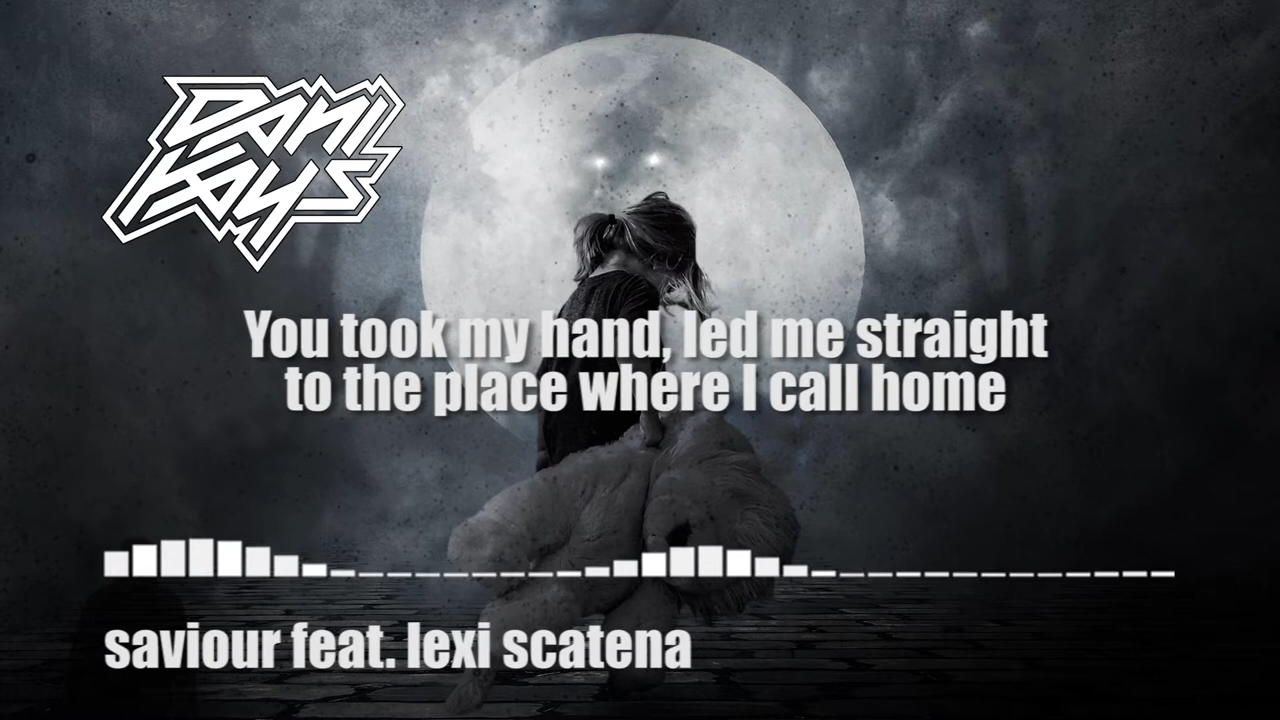 Dani
Kays
You took my hand, led me straight
to the place where I call home
saviour feat. lexi scatena